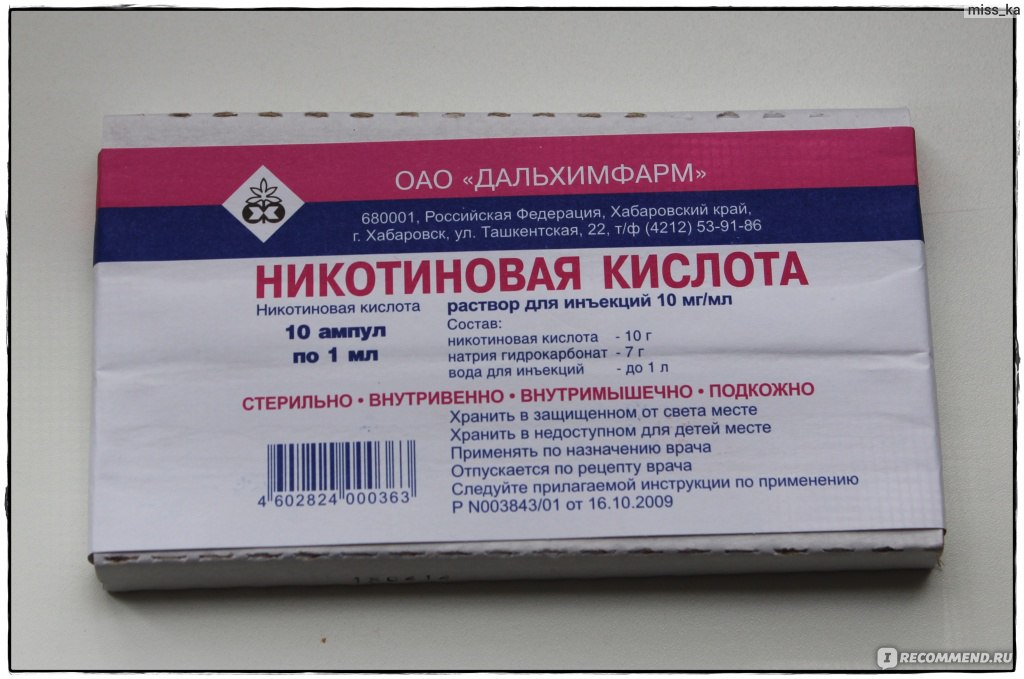 miss_ka
ОАО «ДАЛЬХИМФАРМ»
680001, Российская Федерация, Хабаровский край,
г. Хабаровск, ул. Ташкентская, 22, т/ф (4212) 53-91-86
НИКОТИНОВАЯ КИСЛОТА
Никотиновая кислота раствор для инъекций 10 мг/мл
10 ампул
по 1 мл
Состав:
никотиновая кислота - 10 г
натрия гидрокарбонат - 7 г
вода для инъекций - до 1 л
СТЕРИЛЬНО • ВНУТРИВЕННО • ВНУТРИМЫШЕЧНО • ПОДКОЖНО
Хранить в защищенном от света месте
Хранить в недоступном для детей месте
Применять по назначению врача
Отпускается по рецепту врача
Следуйте прилагаемой инструкции по применению
Р N003843/01 от 16.10.2009
4 602824 000363
I RECOMMEND.RU